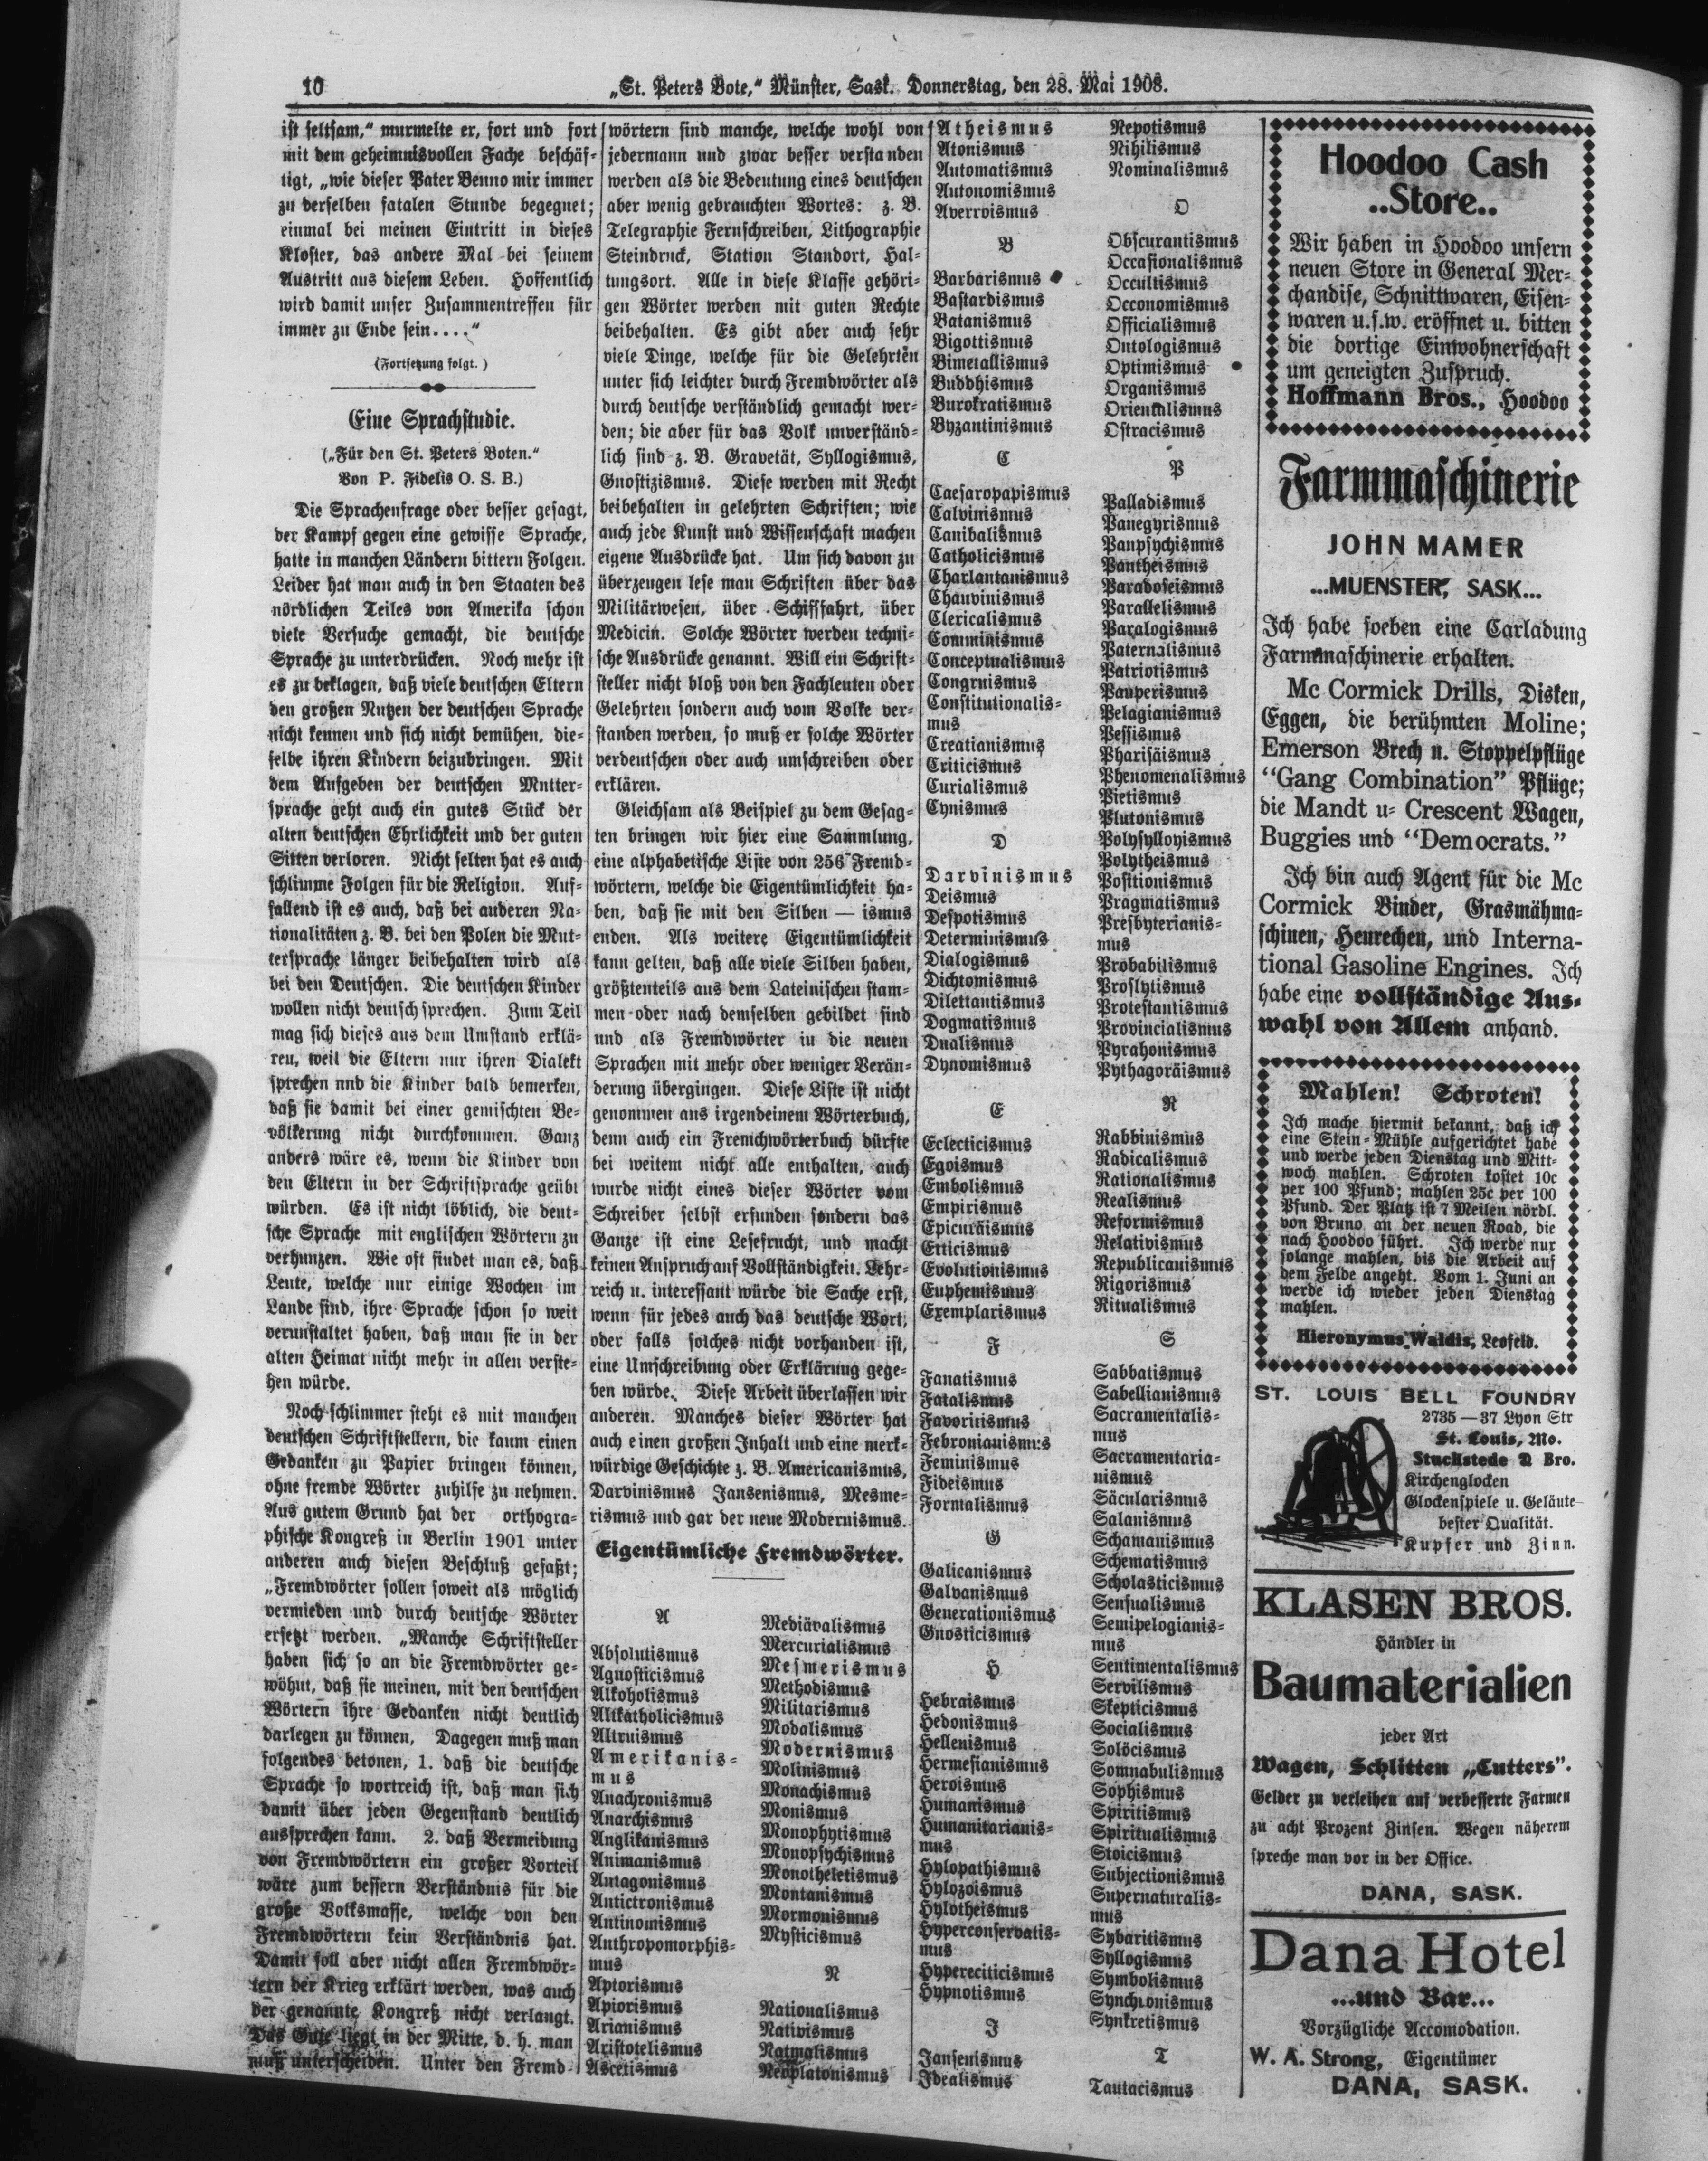 10
„St. Peters Bote,“ Münster, Sask. Donnerstag, den 28. Mai 1908.
ist seltsam,“ murmelte er, fort und fort
mit dem geheimnisvollen Fache beschäf-
tigt, „wie dieser Pater Benno mir immer
zu derselben fatalen Stunde begegnet;
einmal bei meinen Eintritt in dieses
Kloster, das andere Mal bei seinem
Austritt aus diesem Leben. Hoffentlich
wird damit unser Zusammentreffen für
immer zu Ende sein....“
(Fortsetzung folgt.)
Eine Sprachstudie.
(„Für den St. Peters Boten.“
Von P. Fidelis O. S. B.)
Die Sprachenfrage oder besser gesagt,
der Kampf gegen eine gewisse Sprache,
hatte in manchen Ländern bittern Folgen.
Leider hat man auch in den Staaten des
nördlichen Teiles von Amerika schon
viele Versuche gemacht, die deutsche
Sprache zu unterdrücken. Noch mehr ist
es zu beklagen, daß viele deutschen Eltern
den großen Nutzen der deutschen Sprache
nicht kennen und sich nicht bemühen, die-
selbe ihren Kindern beizubringen. Mit
dem Aufgeben der deutschen Mutter-
sprache geht auch ein gutes Stück der
alten deutschen Ehrlichkeit und der guten
Sitten verloren. Nicht selten hat es auch
schlimme Folgen für die Religion. Auf-
fallend ist es auch, daß bei anderen Na-
tionalitäten z. B. bei den Polen die Mut-
tersprache länger beibehalten wird als
bei den Deutschen. Die deutschen Kinder
wollen nicht deutsch sprechen. Zum Teil
mag sich dieses aus dem Umstand erklä-
ren, weil die Eltern nur ihren Dialekt
sprechen nnd die Kinder bald bemerken,
daß sie damit bei einer gemischten Be-
völkerung nicht durchkommen. Ganz
anders wäre es, wenn die Kinder von
den Eltern in der Schriftsprache geübt
würden. Es ist nicht löblich, die deut-
sche Sprache mit englischen Wörtern zu
verhunzen. Wie oft findet man es, daß
Leute, welche nur einige Wochen im
Lande sind, ihre Sprache schon so weit
verunstaltet haben, daß man sie in der
alten Heimat nicht mehr in allen verste-
hen würde.
Noch schlimmer steht es mit manchen
deutschen Schriftstellern, die kaum einen
Gedanken zu Papier bringen können,
ohne fremde Wörter zuhilfe zu nehmen.
Aus gutem Grund hat der orthogra-
phische Kongreß in Berlin 1901 unter
anderen auch diesen Beschluß gefaßt;
„Fremdwörter sollen soweit als möglich
vermieden und durch deutsche Wörter
ersetzt werden. „Manche Schriftsteller
haben sich so an die Fremdwörter ge-
wöhnt, daß sie meinen, mit den deutschen
Wörtern ihre Gedanken nicht deutlich
darlegen zu können, Dagegen muß man
folgendes betonen, 1. daß die deutsche
Sprache so wortreich ist, daß man sich
damit über jeden Gegenstand deutlich
aussprechen kann. 2. daß Vermeidung
von Fremdwörtern ein großer Vorteil
wäre zum bessern Verständnis für die
große Volksmasse, welche von den
Fremdwörtern kein Verständnis hat.
Damit soll aber nicht allen Fremdwör-
tern der Krieg erklärt werden, was auch
der genannte Kongreß nicht verlangt.
Das Gute liegt in der Mitte, d. h. man
muß unterscheiden. Unter den Fremd-
wörtern sind manche, welche wohl von
jedermann und zwar besser verstanden
werden als die Bedeutung eines deutschen
aber wenig gebrauchten Wortes: z. B.
Telegraphie Fernschreiben, Lithographie
Steindruck, Station Standort, Hal-
tungsort. Alle in diese Klasse gehöri-
gen Wörter werden mit guten Rechte
beibehalten. Es gibt aber auch sehr
viele Dinge, welche für die Gelehrten
unter sich leichter durch Fremdwörter als
durch deutsche verständlich gemacht wer-
den; die aber für das Volk unverständ-
lich sind z. B. Gravetät, Syllogismus,
Gnostizismus. Diese werden mit Recht
beibehalten in gelehrten Schriften; wie
auch jede Kunst und Wissenschaft machen
eigene Ausdrücke hat. Um sich davon zu
überzeugen lese man Schriften über das
Militärwesen, über Schifffahrt, über
Medicin. Solche Wörter werden techni-
sche Ausdrücke genannt. Will ein Schrift-
steller nicht bloß von den Fachleuten oder
Gelehrten sondern auch vom Volke ver-
standen werden, so muß er solche Wörter
verdeutschen oder auch umschreiben oder
erklären.
Gleichsam als Beispiel zu dem Gesag-
ten bringen wir hier eine Sammlung,
eine alphabetische Liste von 256 Fremd-
wörtern, welche die Eigentümlichkeit ha-
ben, daß sie mit den Silben — ismus
enden. Als weitere Eigentümlichkeit
kann gelten, daß alle viele Silben haben,
größtenteils aus dem Lateinischen stam-
men oder nach demselben gebildet sind
und als Fremdwörter in die neuen
Sprachen mit mehr oder weniger Verän-
derung übergingen. Diese Liste ist nicht
genommen aus irgendeinem Wörterbuch,
denn auch ein Fremchwörterbuch dürfte
bei weitem nicht alle enthalten, auch
wurde nicht eines dieser Wörter vom
Schreiber selbst erfunden sondern das
Ganze ist eine Lesefrucht, und macht
keinen Anspruch auf Vollständigkeit. Lehr-
reich u. interessant würde die Sache erst,
wenn für jedes auch das deutsche Wort,
oder falls solches nicht vorhanden ist,
eine Umschreibung oder Erklärung gege-
ben würde. Diese Arbeit überlassen wir
anderen. Manches dieser Wörter hat
auch einen großen Inhalt und eine merk-
würdige Geschichte z. B. Americanismus,
Darvinismus Jansenismus, Mesme-
rismus und gar der neue Modernismus.
Eigentümliche Fremdwörter.
A
Absolutismus
Agnosticismus
Alkoholismus
Altkatholicismus
Altruismus
Amerikanis-
mus
Anachronismus
Anarchismus
Anglikanismus
Animanismus
Antagonismus
Antictronismus
Antinomismus
Anthropomorphis-
mus
Aptorismus
Apiorismus
Arianismus
Aristotelismus
Ascetismus
Mediävalismus
Mercurialismus
Mesmerismus
Methodismus
Militarismus
Modalismus
Modernismus
Molinismus
Monachismus
Monismus
Monophytismus
Monopsychismus
Monotheletismus
Montanismus
Mormonismus
Mysticismus
N
Nationalismus
Nativismus
Naturalismus
Neoplatonismus
Atheismus
Atonismus
Automatismus
Autonomismus
Averroismus
B
Barbarismus
Bastardismus
Batanismus
Bigottismus
Bimetallismus
Buddhismus
Burokratismus
Byzantinismus
C
Caesaropapismus
Calvinismus
Canibalismus
Catholicismus
Charlantanismus
Chauvinismus
Clericalismus
Comminismus
Conceptualismus
Congruismus
Constitutionalis-
mus
Creatianismus
Criticismus
Curialismus
Cynismus
D
Darvinismus
Deismus
Despotismus
Determinismus
Dialogismus
Dichtomismus
Dilettantismus
Dogmatismus
Dualismus
Dynomismus
E
Eclecticismus
Egoismus
Embolismus
Empirismus
Epicuräismus
Eticismus
Evolutionismus
Euphemismus
Exemplarismus
F
Fanatismus
Fatalismus
Favoritismus
Febronianismus
Feminismus
Fideismus
Formalismus
G
Galicanismus
Galvanismus
Generationismus
Gnosticismus
H
Hebraismus
Hedonismus
Hellenismus
Hermesianismus
Heroismus
Humanismus
Humanitarianis-
mus
Hylopathismus
Hylozoismus
Hylotheismus
Hyperconservatis-
mus
Hypereciticismus
Hypnotismus
J
Jansenismus
Idealismus
Nepotismus
Nihilismus
Nominalismus
O
Obscurantismus
Occasionalismus
Occultismus
Occonomismus
Officialismus
Ontologismus
Optimismus
Organismus
Orientalismus
Ostracismus
P
Palladismus
Panegyrismus
Panpsychismus
Pantheismus
Paradoseismus
Parallelismus
Paralogismus
Paternalismus
Patriotismus
Pauperismus
Pelagianismus
Pessismus
Pharisäismus
Phenomenalismus
Pietismus
Plutonismus
Polysylloyismus
Polytheismus
Positionismus
Pragmatismus
Presbyterianis-
mus
Probabilismus
Proslytismus
Protestantismus
Provincialismus
Pyrahonismus
Pythagoräismus
R
Rabbinismus
Radicalismus
Rationalismus
Realismus
Reformismus
Relativismus
Republicanismus
Rigorismus
Ritualismus
S
Sabbatismus
Sabellianismus
Sacramentalis-
mus
Sacramentaria-
nismus
Säcularismus
Salanismus
Schamanismus
Schematismus
Scholasticismus
Sensualismus
Semipelogianis-
mus
Sentimentalismus
Servilismus
Skepticismus
Socialismus
Solöcismus
Somnabulismus
Sophismus
Spiritismus
Spiritualismus
Stoicismus
Subjectionismus
Supernaturalis-
mus
Sybaritismus
Syllogismus
Symbolismus
Synchronismus
Synkretismus
T
Tautacismus
Hoodoo Cash
..Store..
Wir haben in Hoodoo unsern
neuen Store in General Mer-
chandise, Schnittwaren, Eisen-
waren u.s.w. eröffnet u. bitten
die dortige Einwohnerschaft
um geneigten Zuspruch.
Hoffmann Bros., Hoodoo
Farmmaschinerie
JOHN MAMER
...MUENSTER, SASK...
Ich habe soeben eine Carladung
Farmmaschinerie erhalten.
Mc Cormick Drills, Disken,
Eggen, die berühmten Moline;
Emerson Brech u. Stoppelpflüge
“Gang Combination” Pflüge;
die Mandt u- Crescent Wagen,
Buggies und “Democrats.”
Ich bin auch Agent für die Mc
Cormick Binder, Grasmähma-
schinen, Heurechen, und Interna-
tional Gasoline Engines. Ich
habe eine vollständige Aus-
wahl von Allem anhand.
Mahlen! Schroten!
Ich mache hiermit bekannt, daß ich
eine Stein-Mühle aufgerichtet habe
und werde jeden Dienstag und Mitt-
woch mahlen. Schroten kostet 10c
per 100 Pfund; mahlen 25c per 100
Pfund. Der Platz ist 7 Meilen nördl.
von Bruno an der neuen Road, die
nach Hoodoo führt. Ich werde nur
solange mahlen, bis die Arbeit auf
dem Felde angeht. Vom 1. Juni an
werde ich wieder jeden Dienstag
mahlen.
Hieronymus Waldis, Leofeld.
ST. LOUIS BELL FOUNDRY
2735—37 Lyon Str
St. Louis, Mo.
Stuckstede & Bro.
Kirchenglocken
Glockenspiele u. Geläute
bester Qualität.
Kupfer und Zinn.
KLASEN BROS.
Händler in
Baumaterialien
jeder Art
Wagen, Schlitten „Cutters“.
Gelder zu verleihen auf verbesserte Farmen
zu acht Prozent Zinsen. Wegen näherem
spreche man vor in der Office.
DANA, SASK.
Dana Hotel
...und Bar...
Vorzügliche Accomodation.
W. A. Strong, Eigentümer
DANA, SASK.